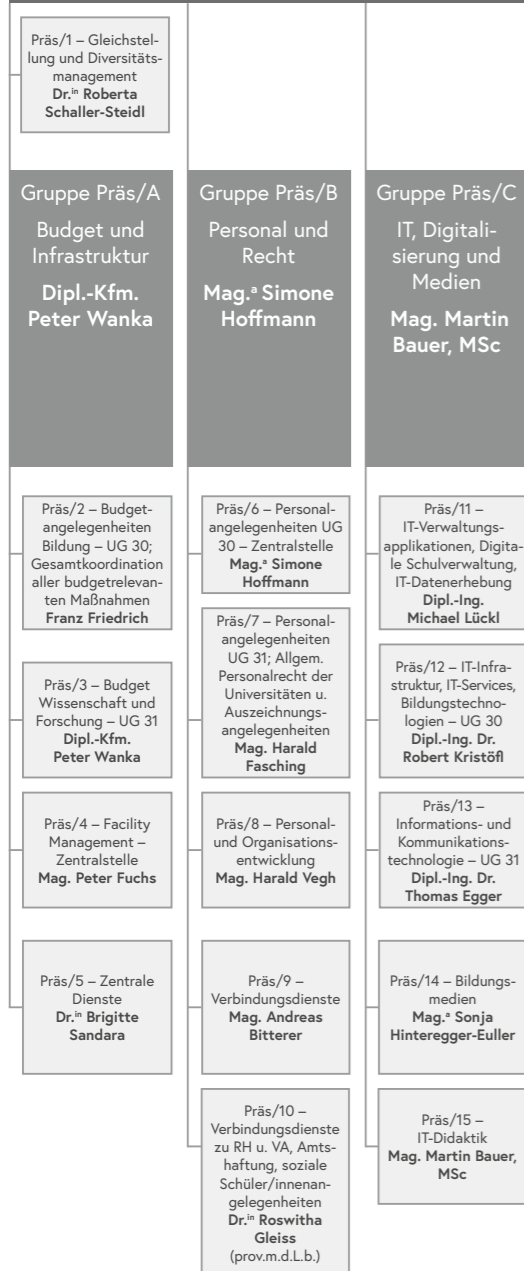 Präs/1 – Gleichstel-
lung und Diversitäts-
management
Dr.ⁱⁿ Roberta
Schaller-Steidl
Gruppe Präs/A
Budget und
Infrastruktur
Dipl.-Kfm.
Peter Wanka
Präs/2 – Budget-
angelegenheiten
Bildung – UG 30;
Gesamtkoordination
aller budgetrelevan-
ten Maßnahmen
Franz Friedrich
Präs/3 – Budget
Wissenschaft und
Forschung – UG 31
Dipl.-Kfm.
Peter Wanka
Präs/4 – Facility
Management –
Zentralstelle
Mag. Peter Fuchs
Präs/5 – Zentrale
Dienste
Dr.ⁱⁿ Brigitte
Sandara
Gruppe Präs/B
Personal und
Recht
Mag.ª Simone
Hoffmann
Präs/6 – Personal-
angelegenheiten UG
30 – Zentralstelle
Mag.ª Simone
Hoffmann
Präs/7 – Personal-
angelegenheiten
UG 31; Allgem.
Personalrecht der
Universitäten u.
Auszeichnungs-
angelegenheiten
Mag. Harald
Fasching
Präs/8 – Personal-
und Organisations-
entwicklung
Mag. Harald Vegh
Präs/9 –
Verbindungsdienste
Mag. Andreas
Bitterer
Präs/10 –
Verbindungsdienste
zu RH u. VA, Amts-
haftung, soziale
Schüler/innenan-
gelegenheiten
Dr.ⁱⁿ Roswitha
Gleiss
(prov.m.d.L.b.)
Gruppe Präs/C
IT, Digitali-
sierung und
Medien
Mag. Martin
Bauer, MSc
Präs/11 –
IT-Verwaltungs-
applikationen, Digita-
le Schulverwaltung,
IT-Datenerhebung
Dipl.-Ing.
Michael Lückl
Präs/12 – IT-Infra-
struktur, IT-Services,
Bildungstechno-
logien – UG 30
Dipl.-Ing. Dr.
Robert Kristöfl
Präs/13 –
Informations- und
Kommunikations-
technologie – UG 31
Dipl.-Ing. Dr.
Thomas Egger
Präs/14 – Bildungs-
medien
Mag.ª Sonja
Hinteregger-Euller
Präs/15 –
IT-Didaktik
Mag. Martin Bauer,
MSc